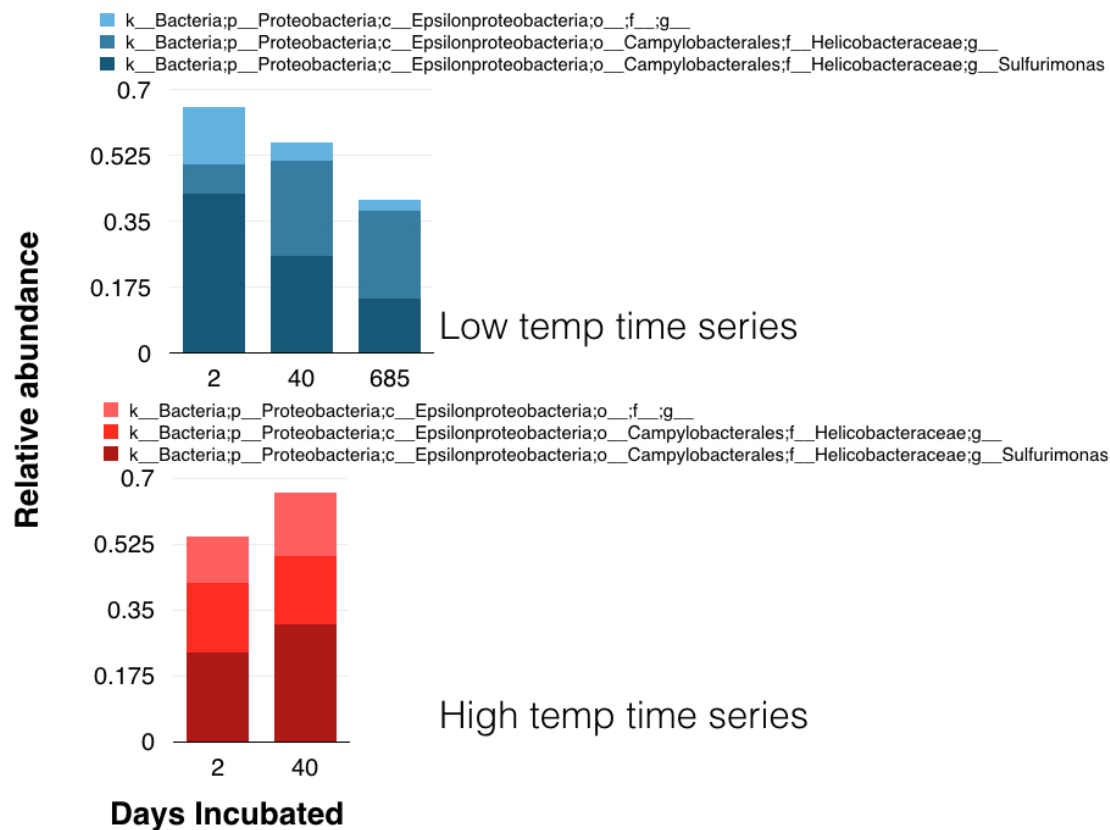 k__Bacteria;p__Proteobacteria;c__Epsilonproteobacteria;o__;f__;g__
k__Bacteria;p__Proteobacteria;c__Epsilonproteobacteria;o__Campylobacterales;f__Helicobacteraceae;g__
k__Bacteria;p__Proteobacteria;c__Epsilonproteobacteria;o__Campylobacterales;f__Helicobacteraceae;g__Sulfurimonas
0.7
0.525
0.35
0.175
0
2 40 685
Low temp time series
Relative abundance
k__Bacteria;p__Proteobacteria;c__Epsilonproteobacteria;o__;f__;g__
k__Bacteria;p__Proteobacteria;c__Epsilonproteobacteria;o__Campylobacterales;f__Helicobacteraceae;g__
k__Bacteria;p__Proteobacteria;c__Epsilonproteobacteria;o__Campylobacterales;f__Helicobacteraceae;g__Sulfurimonas
0.7
0.525
0.35
0.175
0
2 40
High temp time series
Days Incubated